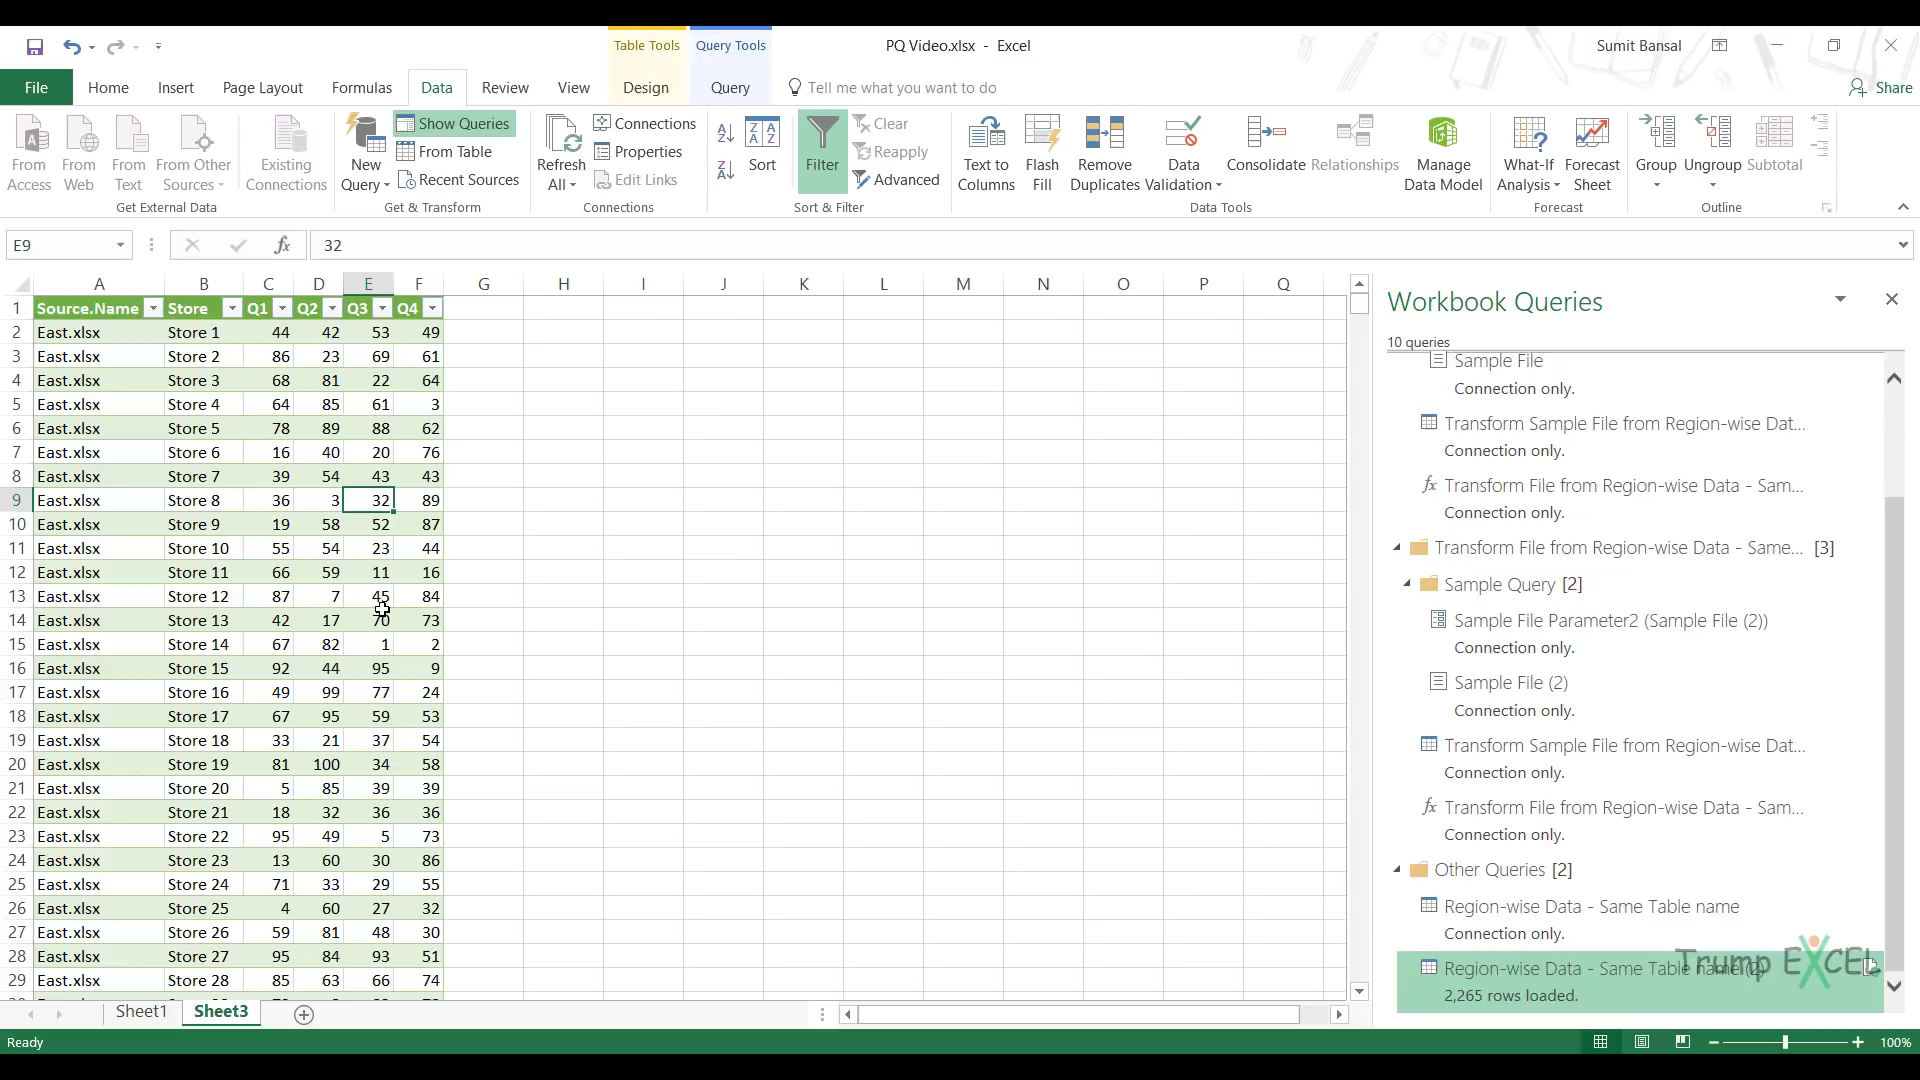 Table Tools Query Tools PQ Video.xlsx - Excel Sumit Bansal
File Home Insert Page Layout Formulas Data Review View Design Query Tell me what you want to do Share
From Access
From Web
From Text
From Other Sources
Existing Connections
Get External Data
New Query
Show Queries
From Table
Recent Sources
Get & Transform
Refresh All
Connections
Properties
Edit Links
Connections
Sort
Filter
Clear
Reapply
Advanced
Sort & Filter
Text to Columns
Flash Fill
Remove Duplicates
Data Validation
Consolidate
Relationships
Manage Data Model
Data Tools
What-If Analysis
Forecast Sheet
Forecast
Group
Ungroup
Subtotal
Outline
E9 fx 32
A B C D E F G H I J K L M N O P Q
1 Source.Name Store Q1 Q2 Q3 Q4
2 East.xlsx Store 1 44 42 53 49
3 East.xlsx Store 2 86 23 69 61
4 East.xlsx Store 3 68 81 22 64
5 East.xlsx Store 4 64 85 61 3
6 East.xlsx Store 5 78 89 88 62
7 East.xlsx Store 6 16 40 20 76
8 East.xlsx Store 7 39 54 43 43
9 East.xlsx Store 8 36 3 32 89
10 East.xlsx Store 9 19 58 52 87
11 East.xlsx Store 10 55 54 23 44
12 East.xlsx Store 11 66 59 11 16
13 East.xlsx Store 12 87 7 45 84
14 East.xlsx Store 13 42 17 70 73
15 East.xlsx Store 14 67 82 1 2
16 East.xlsx Store 15 92 44 95 9
17 East.xlsx Store 16 49 99 77 24
18 East.xlsx Store 17 67 95 59 53
19 East.xlsx Store 18 33 21 37 54
20 East.xlsx Store 19 81 100 34 58
21 East.xlsx Store 20 5 85 39 39
22 East.xlsx Store 21 18 32 36 36
23 East.xlsx Store 22 95 49 5 73
24 East.xlsx Store 23 13 60 30 86
25 East.xlsx Store 24 71 33 29 55
26 East.xlsx Store 25 4 60 27 32
27 East.xlsx Store 26 59 81 48 30
28 East.xlsx Store 27 95 84 93 51
29 East.xlsx Store 28 85 63 66 74
Workbook Queries
10 queries
Sample File
Connection only.
Transform Sample File from Region-wise Dat...
Connection only.
fx Transform File from Region-wise Data - Sam...
Connection only.
Transform File from Region-wise Data - Same... [3]
Sample Query [2]
Sample File Parameter2 (Sample File (2))
Connection only.
Sample File (2)
Connection only.
Transform Sample File from Region-wise Dat...
Connection only.
fx Transform File from Region-wise Data - Sam...
Connection only.
Other Queries [2]
Region-wise Data - Same Table name
Connection only.
Region-wise Data - Same Table name (2)
2,265 rows loaded.
Trump EXCEL
Sheet1 Sheet3
Ready 100%